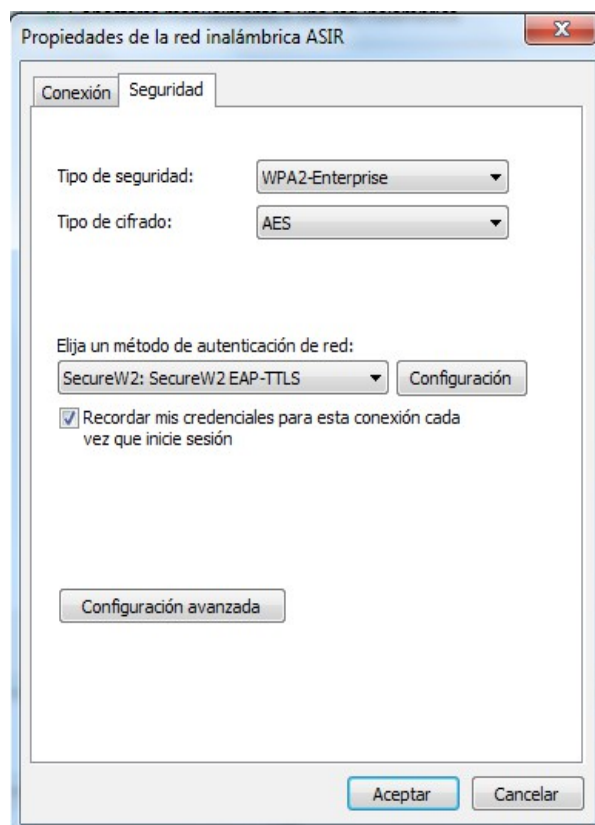 Propiedades de la red inalámbrica ASIR
Conexión
Seguridad
Tipo de seguridad:
WPA2-Enterprise
Tipo de cifrado:
AES
Elija un método de autenticación de red:
SecureW2: SecureW2 EAP-TTLS
Configuración
Recordar mis credenciales para esta conexión cada
vez que inicie sesión
Configuración avanzada
Aceptar
Cancelar